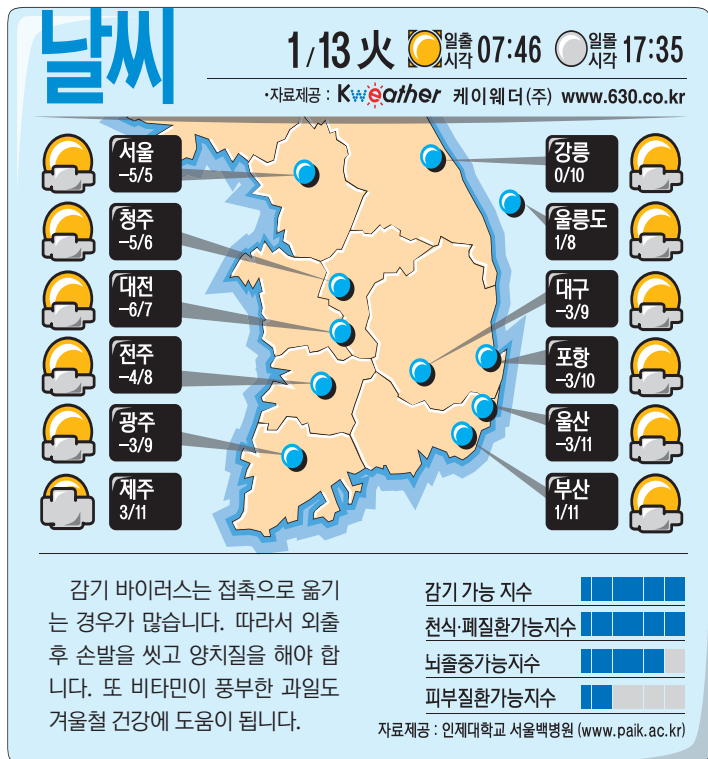 날씨
1/13 火 일출시각 07:46 일몰시각 17:35
•자료제공 : Kweather 케이웨더(주) www.630.co.kr
서울
-5/5
청주
-5/6
대전
-6/7
전주
-4/8
광주
-3/9
제주
3/11
강릉
0/10
울릉도
1/8
대구
-3/9
포항
-3/10
울산
-3/11
부산
1/11
감기 바이러스는 접촉으로 옮기
는 경우가 많습니다. 따라서 외출
후 손발을 씻고 양치질을 해야 합
니다. 또 비타민이 풍부한 과일도
겨울철 건강에 도움이 됩니다.
감기 가능 지수
천식·폐질환가능지수
뇌졸중가능지수
피부질환가능지수
자료제공 : 인제대학교 서울백병원 (www.paik.ac.kr)